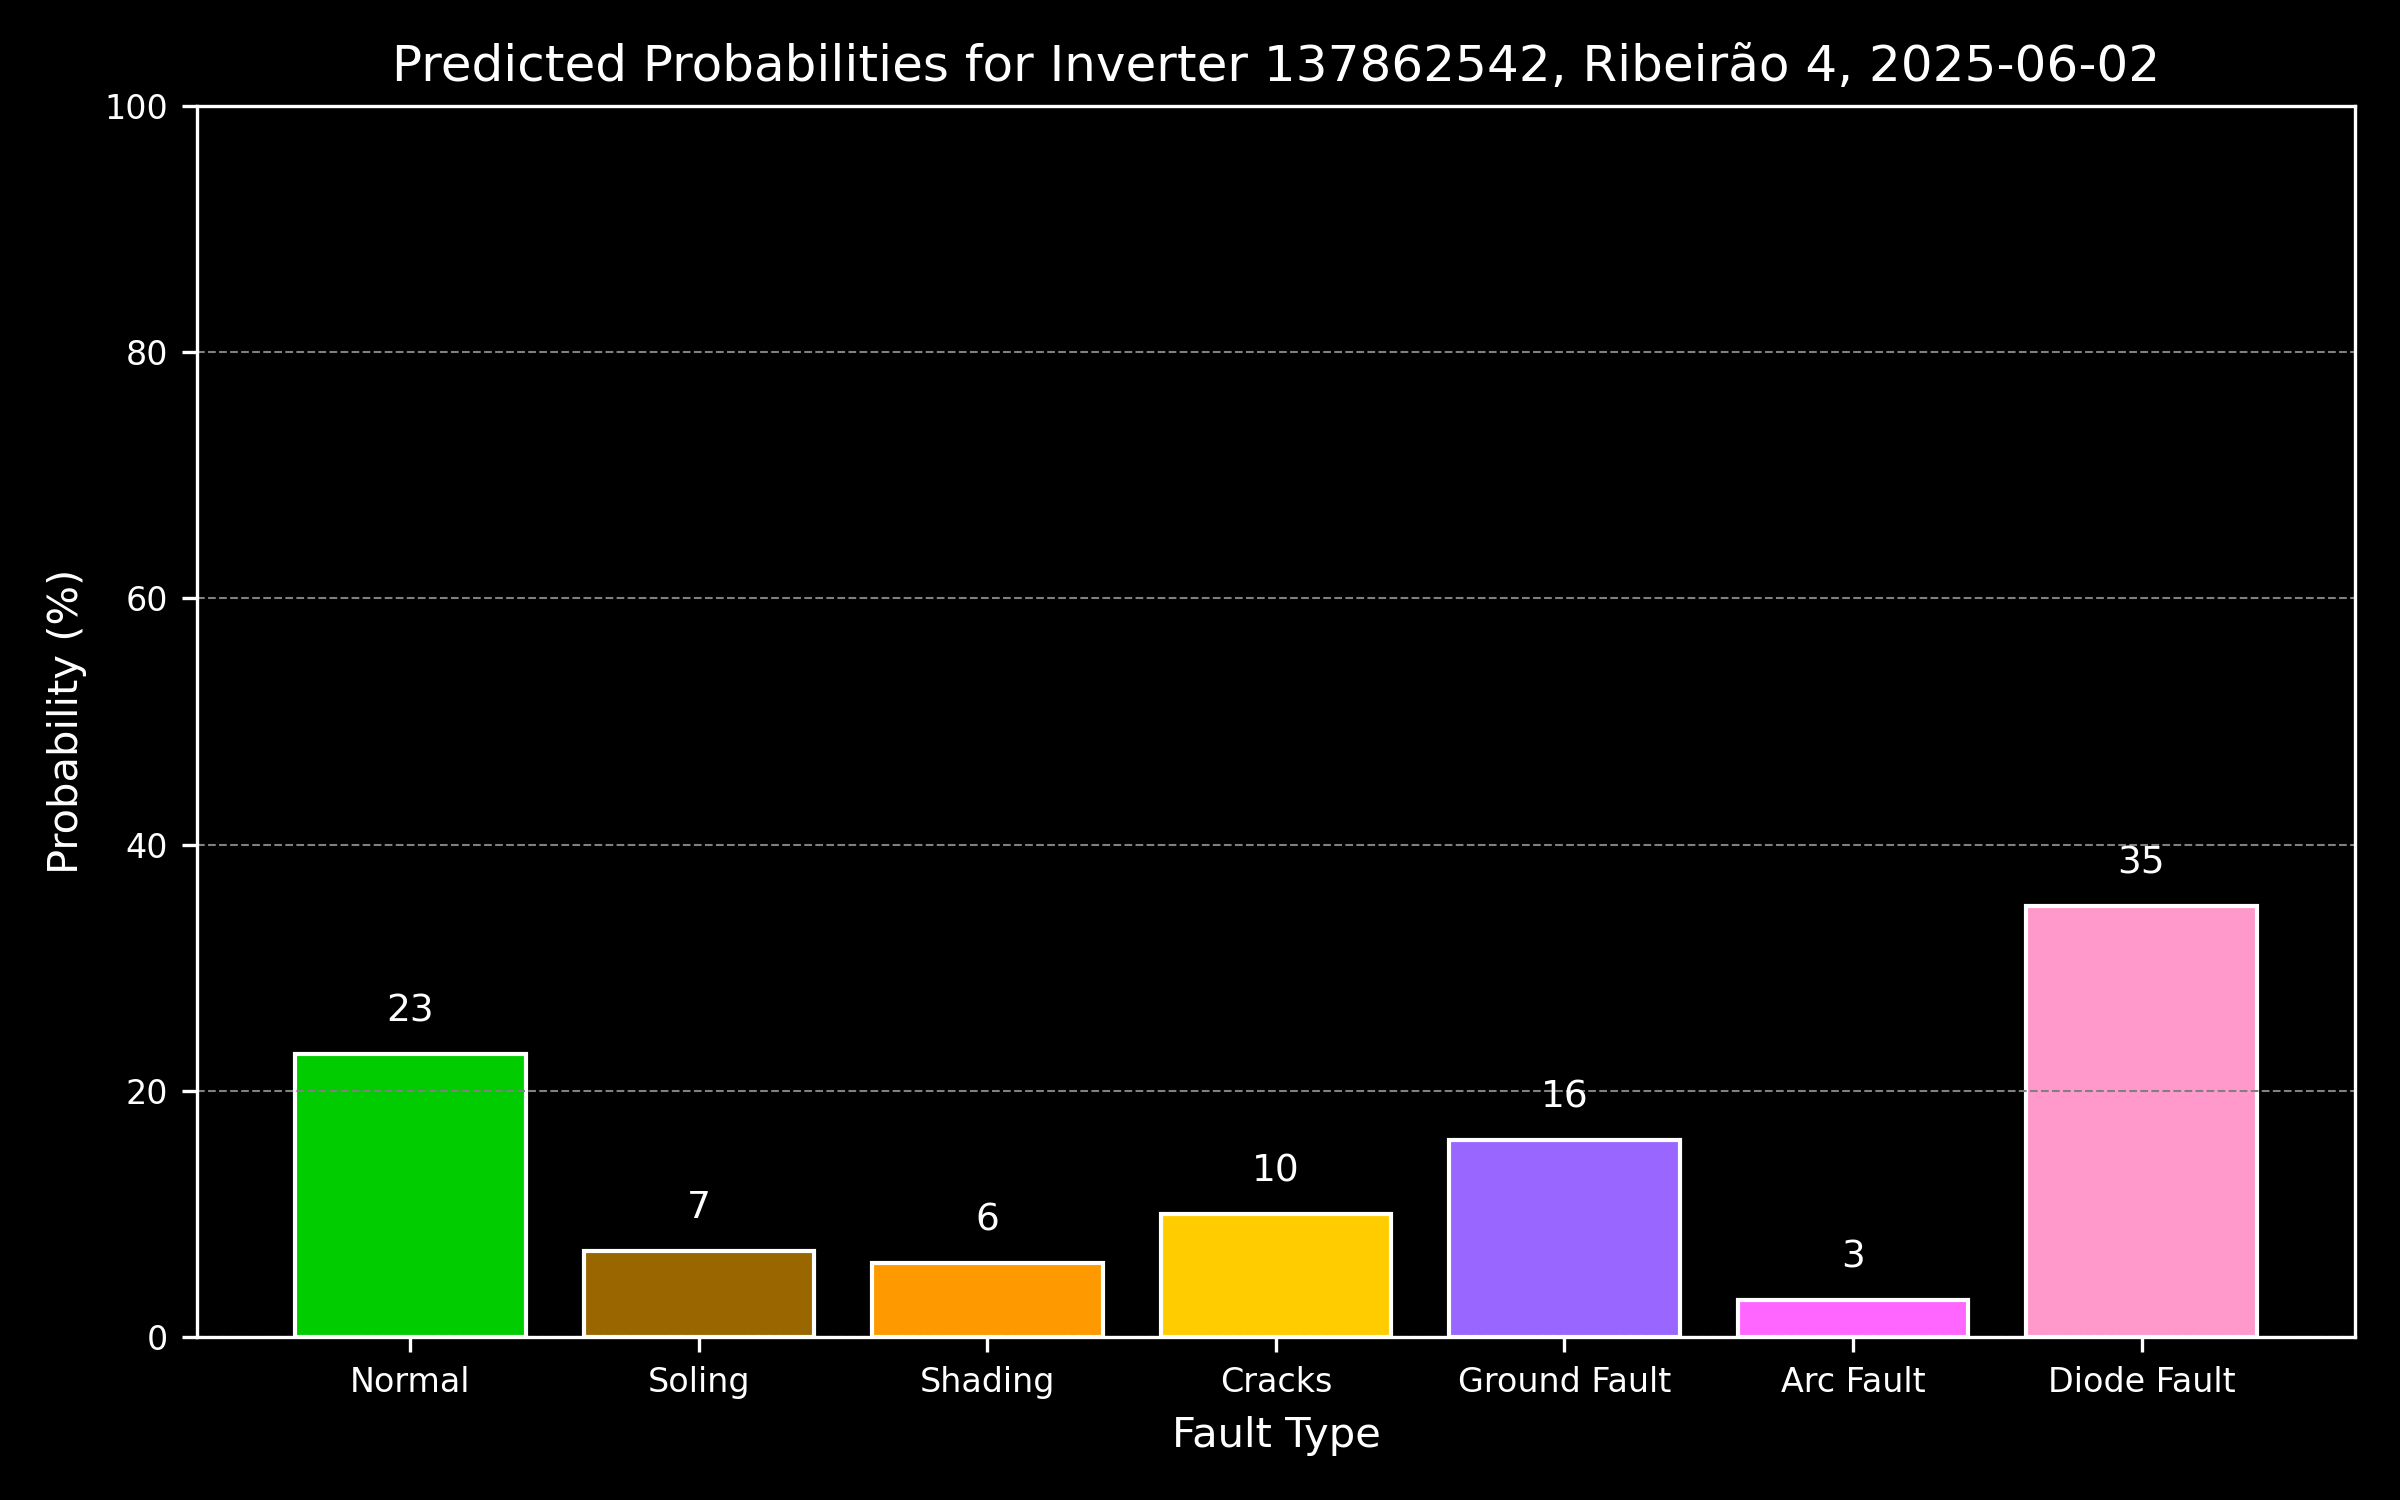 Predicted Probabilities for Inverter 137862542, Ribeirão 4, 2025-06-02
100
80
60
40
20
0
Probability (%)
23
7
6
10
16
3
35
Normal
Soling
Shading
Cracks
Ground Fault
Arc Fault
Diode Fault
Fault Type